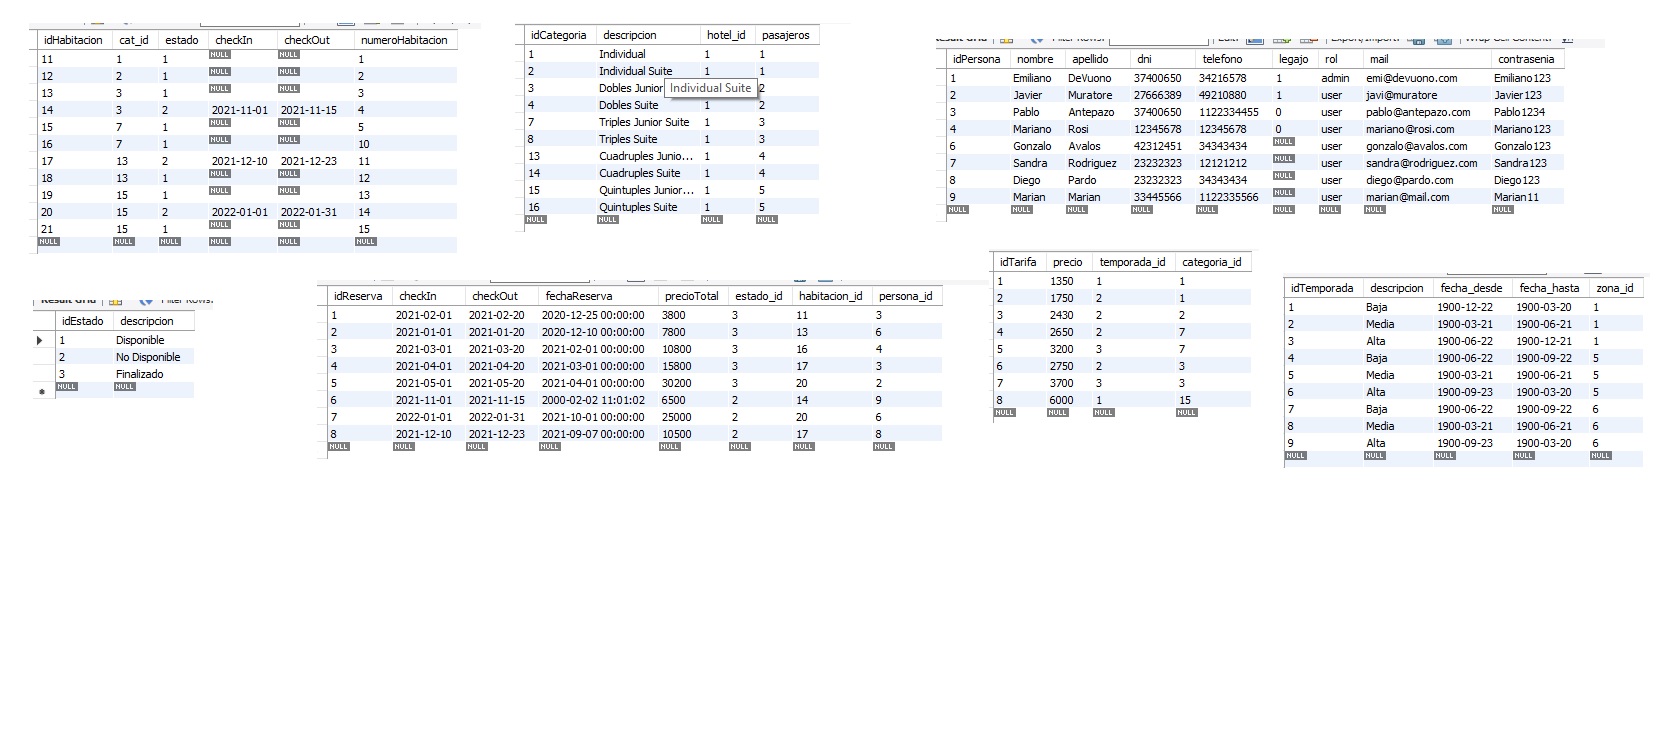 idHabitacion cat_id estado checkIn checkOut numeroHabitacion
11 1 1 NULL NULL 1
12 2 1 NULL NULL 2
13 3 1 NULL NULL 3
14 3 2 2021-11-01 2021-11-15 4
15 7 1 NULL NULL 5
16 7 1 NULL NULL 10
17 13 2 2021-12-10 2021-12-23 11
18 13 1 NULL NULL 12
19 15 1 NULL NULL 13
20 15 2 2022-01-01 2022-01-31 14
21 15 1 NULL NULL 15
NULL NULL NULL NULL NULL NULL
idCategoria descripcion hotel_id pasajeros
1 Individual 1 1
2 Individual Suite 1 1
3 Dobles Junior 2
Individual Suite
4 Dobles Suite 1 2
7 Triples Junior Suite 1 3
8 Triples Suite 1 3
13 Cuadruples Junio... 1 4
14 Cuadruples Suite 1 4
15 Quintuples Junior... 1 5
16 Quintuples Suite 1 5
NULL NULL NULL NULL
Result Grid Filter Rows: Edit: Export/Import: Wrap Cell Content:
idPersona nombre apellido dni telefono legajo rol mail contrasenia
1 Emiliano DeVuono 37400650 34216578 1 admin emi@devuono.com Emiliano123
2 Javier Muratore 27666389 49210880 1 user javi@muratore Javier123
3 Pablo Antepazo 37400650 1122334455 0 user pablo@antepazo.com Pablo1234
4 Mariano Rosi 12345678 12345678 0 user mariano@rosi.com Mariano123
6 Gonzalo Avalos 42312451 34343434 NULL user gonzalo@avalos.com Gonzalo123
7 Sandra Rodriguez 23232323 12121212 NULL user sandra@rodriguez.com Sandra123
8 Diego Pardo 23232323 34343434 NULL user diego@pardo.com Diego123
9 Marian Marian 33445566 1122335566 NULL user marian@mail.com Marian11
NULL NULL NULL NULL NULL NULL NULL NULL NULL
Result Grid Filter Rows:
idEstado descripcion
1 Disponible
2 No Disponible
3 Finalizado
NULL NULL
idReserva checkIn checkOut fechaReserva precioTotal estado_id habitacion_id persona_id
1 2021-02-01 2021-02-20 2020-12-25 00:00:00 3800 3 11 3
2 2021-01-01 2021-01-20 2020-12-10 00:00:00 7800 3 13 6
3 2021-03-01 2021-03-20 2021-02-01 00:00:00 10800 3 16 4
4 2021-04-01 2021-04-20 2021-03-01 00:00:00 15800 3 17 3
5 2021-05-01 2021-05-20 2021-04-01 00:00:00 30200 3 20 2
6 2021-11-01 2021-11-15 2000-02-02 11:01:02 6500 2 14 9
7 2022-01-01 2022-01-31 2021-10-01 00:00:00 25000 2 20 6
8 2021-12-10 2021-12-23 2021-09-07 00:00:00 10500 2 17 8
NULL NULL NULL NULL NULL NULL NULL NULL
idTarifa precio temporada_id categoria_id
1 1350 1 1
2 1750 2 1
3 2430 2 2
4 2650 2 7
5 3200 3 7
6 2750 2 3
7 3700 3 3
8 6000 1 15
NULL NULL NULL NULL
idTemporada descripcion fecha_desde fecha_hasta zona_id
1 Baja 1900-12-22 1900-03-20 1
2 Media 1900-03-21 1900-06-21 1
3 Alta 1900-06-22 1900-12-21 1
4 Baja 1900-06-22 1900-09-22 5
5 Media 1900-03-21 1900-06-21 5
6 Alta 1900-09-23 1900-03-20 5
7 Baja 1900-06-22 1900-09-22 6
8 Media 1900-03-21 1900-06-21 6
9 Alta 1900-09-23 1900-03-20 6
NULL NULL NULL NULL NULL